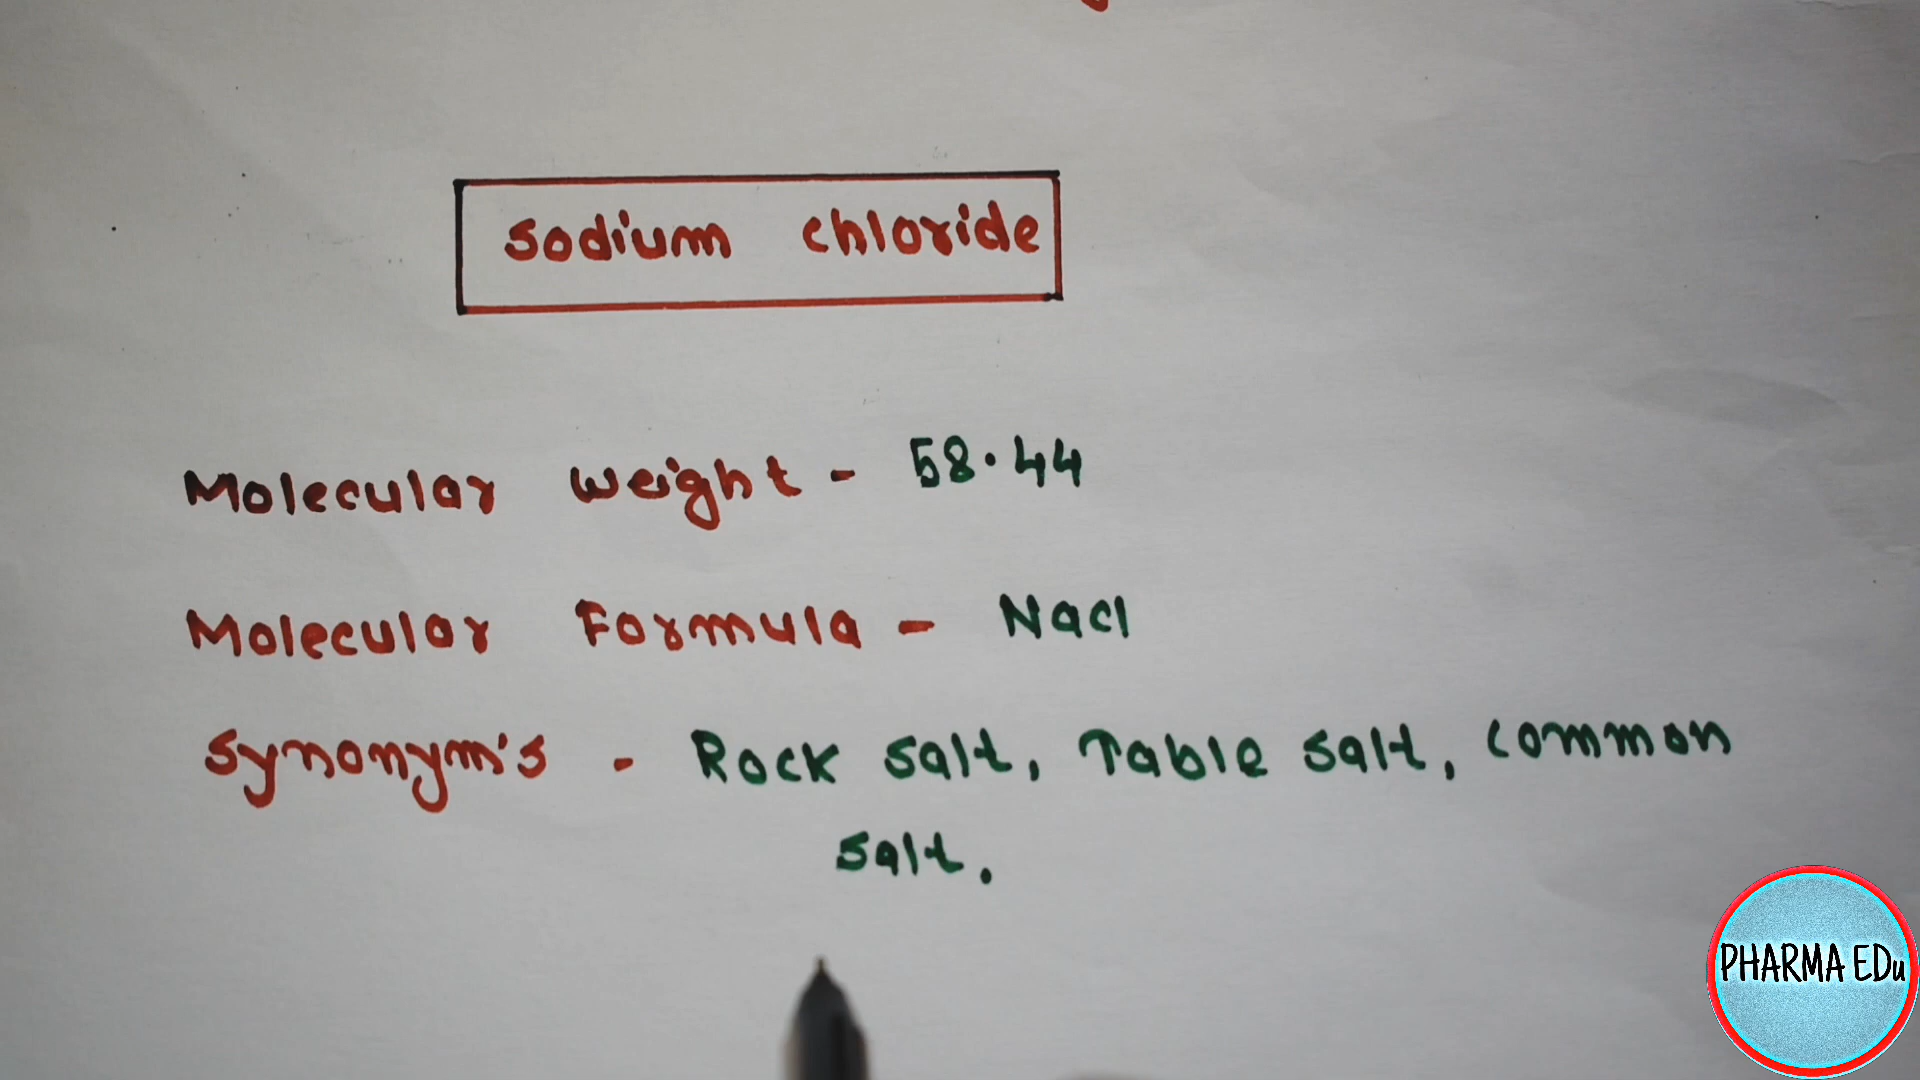 Sodium chloride
Molecular weight - 58.44
Molecular Formula - Nacl
Synonym's - Rock salt, Table salt, common
salt.
PHARMA EDu